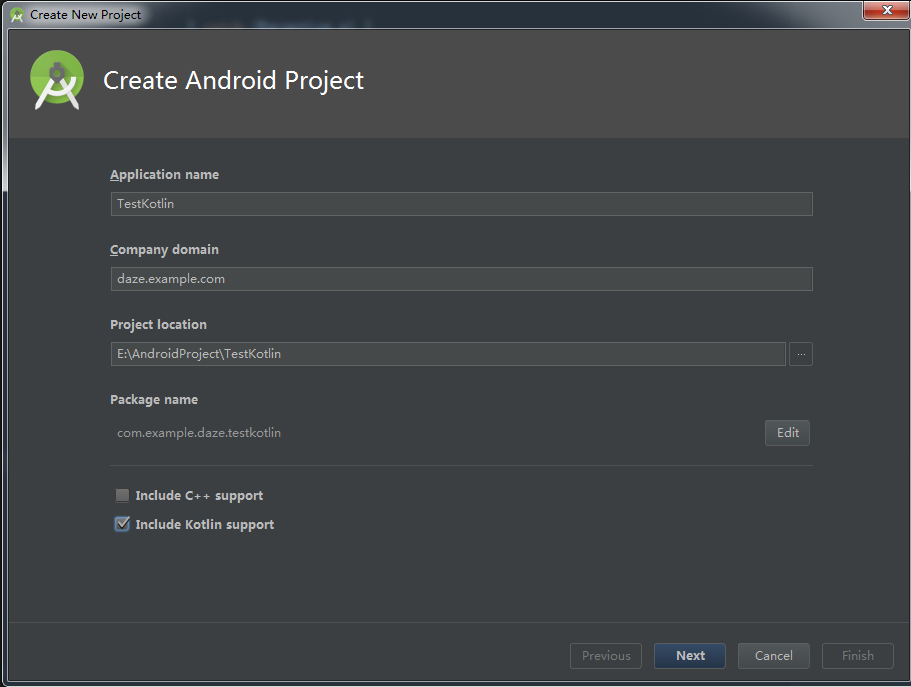 Create New Project
Create Android Project
Application name
TestKotlin
Company domain
daze.example.com
Project location
E:\AndroidProject\TestKotlin
...
Package name
com.example.daze.testkotlin
Edit
Include C++ support
Include Kotlin support
Previous
Next
Cancel
Finish